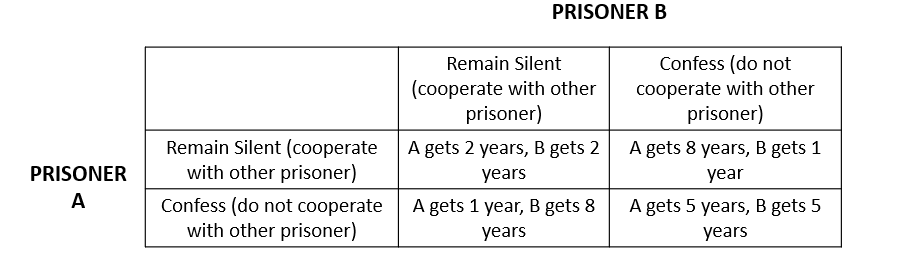 PRISONER B
Remain Silent
(cooperate with other
prisoner)
Confess (do not
cooperate with other
prisoner)
PRISONER
A
Remain Silent (cooperate
with other prisoner)
A gets 2 years, B gets 2
years
A gets 8 years, B gets 1
year
Confess (do not cooperate
with other prisoner)
A gets 1 year, B gets 8
years
A gets 5 years, B gets 5
years